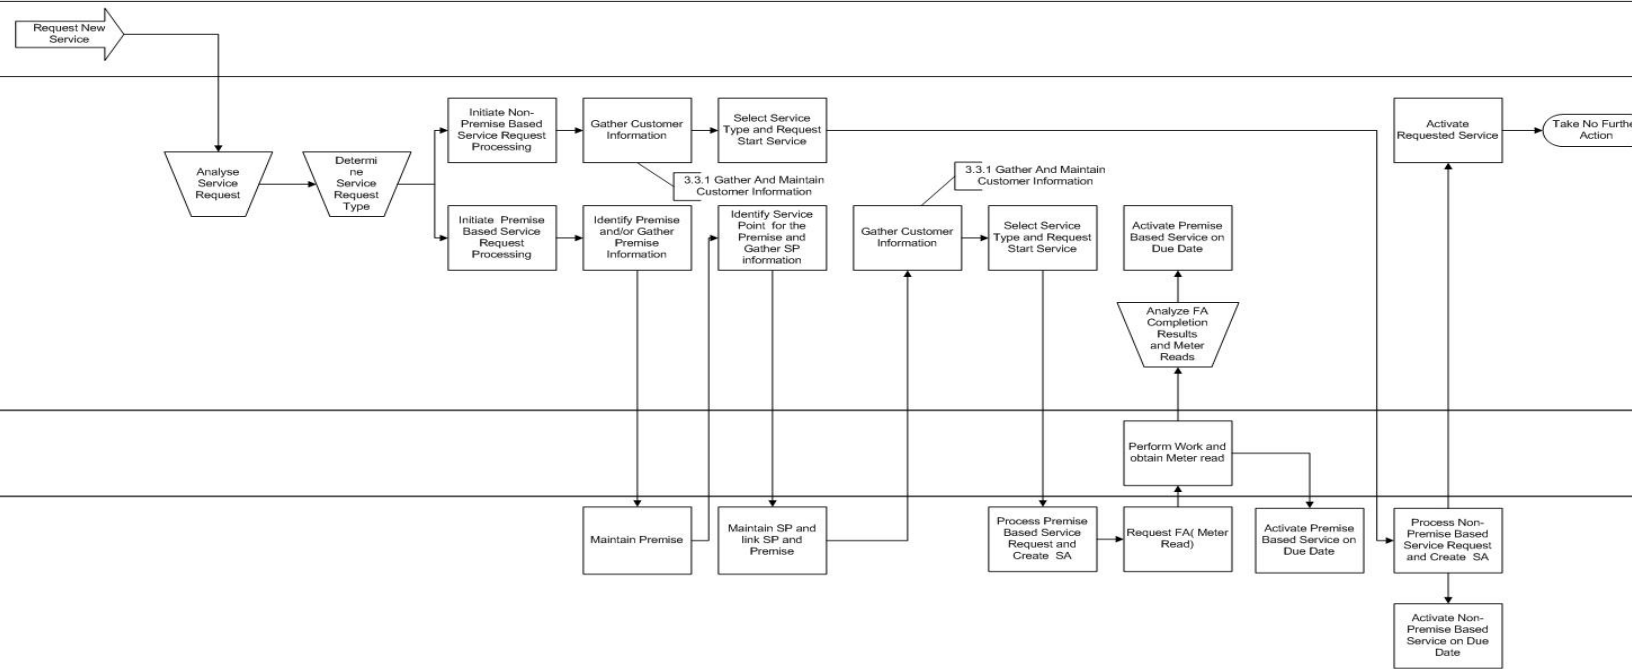 Request New
Service
Initiate Non-
Premise Based
Service Request
Processing
Gather Customer
Information
Select Service
Type and Request
Start Service
Activate
Requested Service
Take No Furthe
Action
Analyse
Service
Request
Determi
ne
Service
Request
Type
3.3.1 Gather And Maintain
Customer Information
3.3.1 Gather And Maintain
Customer Information
Initiate Premise
Based Service
Request
Processing
Identify Premise
and/or Gather
Premise
Information
Identify Service
Point for the
Premise and
Gather SP
information
Gather Customer
Information
Select Service
Type and Request
Start Service
Activate Premise
Based Service on
Due Date
Analyze FA
Completion
Results
and Meter
Reads
Perform Work and
obtain Meter read
Maintain Premise
Maintain SP and
link SP and
Premise
Process Premise
Based Service
Request and
Create SA
Request FA( Meter
Read)
Activate Premise
Based Service on
Due Date
Process Non-
Premise Based
Service Request
and Create SA
Activate Non-
Premise Based
Service on Due
Date